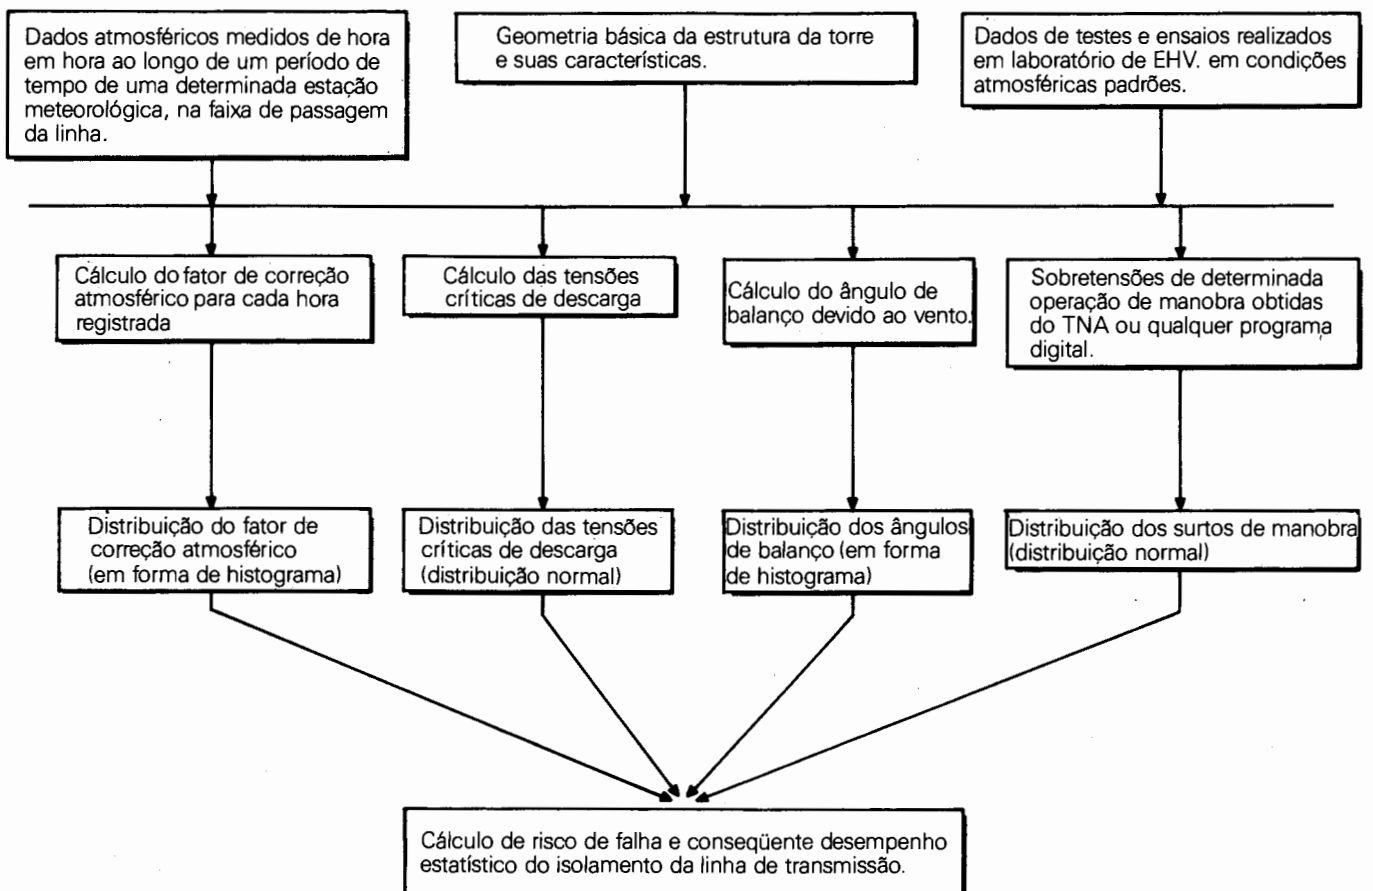 Dados atmosféricos medidos de hora
em hora ao longo de um período de
tempo de uma determinada estação
meteorológica, na faixa de passagem
da linha.
Geometria básica da estrutura da torre
e suas características.
Dados de testes e ensaios realizados
em laboratório de EHV. em condições
atmosféricas padrões.
Cálculo do fator de correção
atmosférico para cada hora
registrada
Cálculo das tensões
críticas de descarga
Cálculo do ângulo de
balanço devido ao vento.
Sobretensões de determinada
operação de manobra obtidas
do TNA ou qualquer programa
digital.
Distribuição do fator de
correção atmosférico
(em forma de histograma)
Distribuição das tensões
críticas de descarga
(distribuição normal)
Distribuição dos ângulos
de balanço (em forma
de histograma)
Distribuição dos surtos de manobra
(distribuição normal)
Cálculo de risco de falha e conseqüente desempenho
estatístico do isolamento da linha de transmissão.